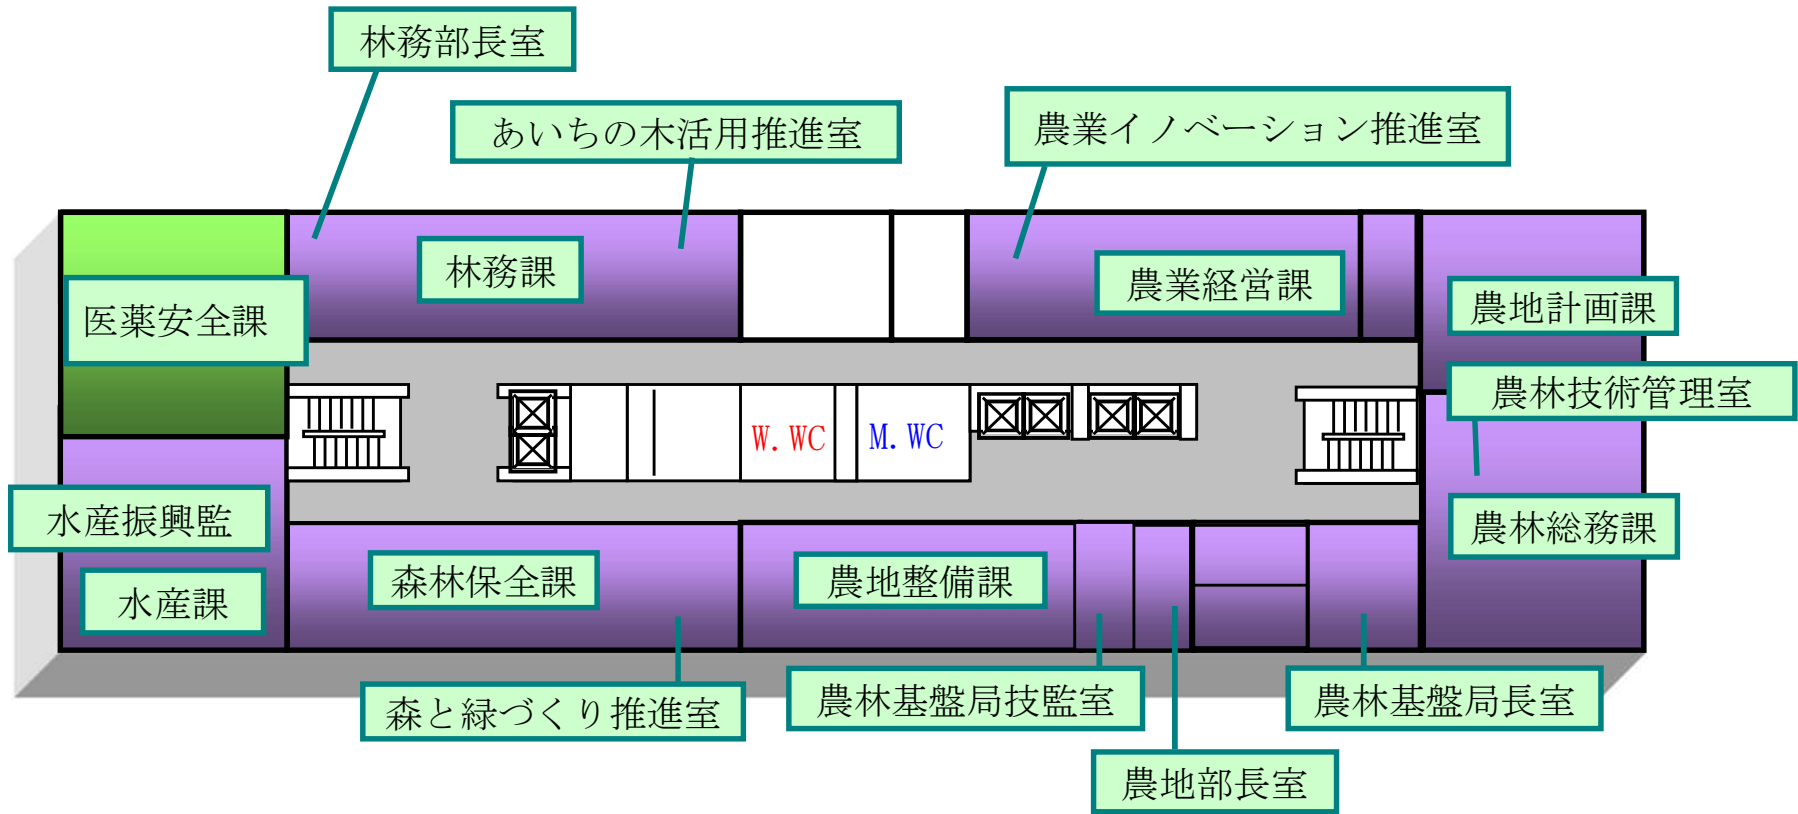 林務部長室
あいちの木活用推進室
農業イノベーション推進室
林務課
農業経営課
医薬安全課
農地計画課
農林技術管理室
W.WC
M.WC
水産振興監
農林総務課
水産課
森林保全課
農地整備課
森と緑づくり推進室
農林基盤局技監室
農林基盤局長室
農地部長室